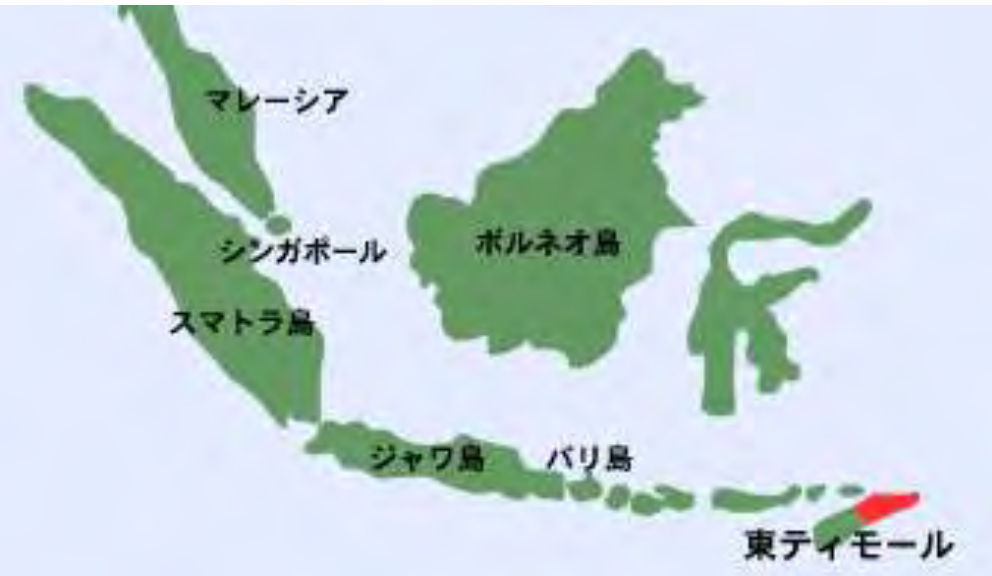 マレーシア
シンガポール
ボルネオ島
スマトラ島
ジャワ島
バリ島
東ティモール